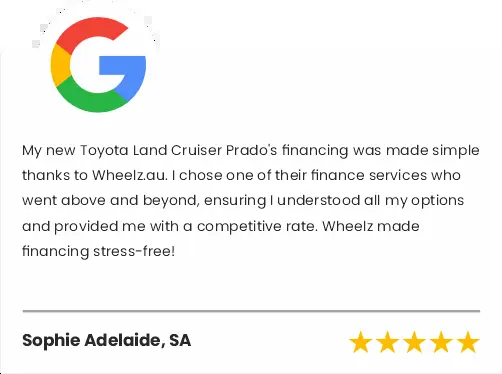 My new Toyota Land Cruiser Prado's financing was made simple
thanks to Wheelz.au. I chose one of their finance services who
went above and beyond, ensuring I understood all my options
and provided me with a competitive rate. Wheelz made
financing stress-free!
Sophie Adelaide, SA